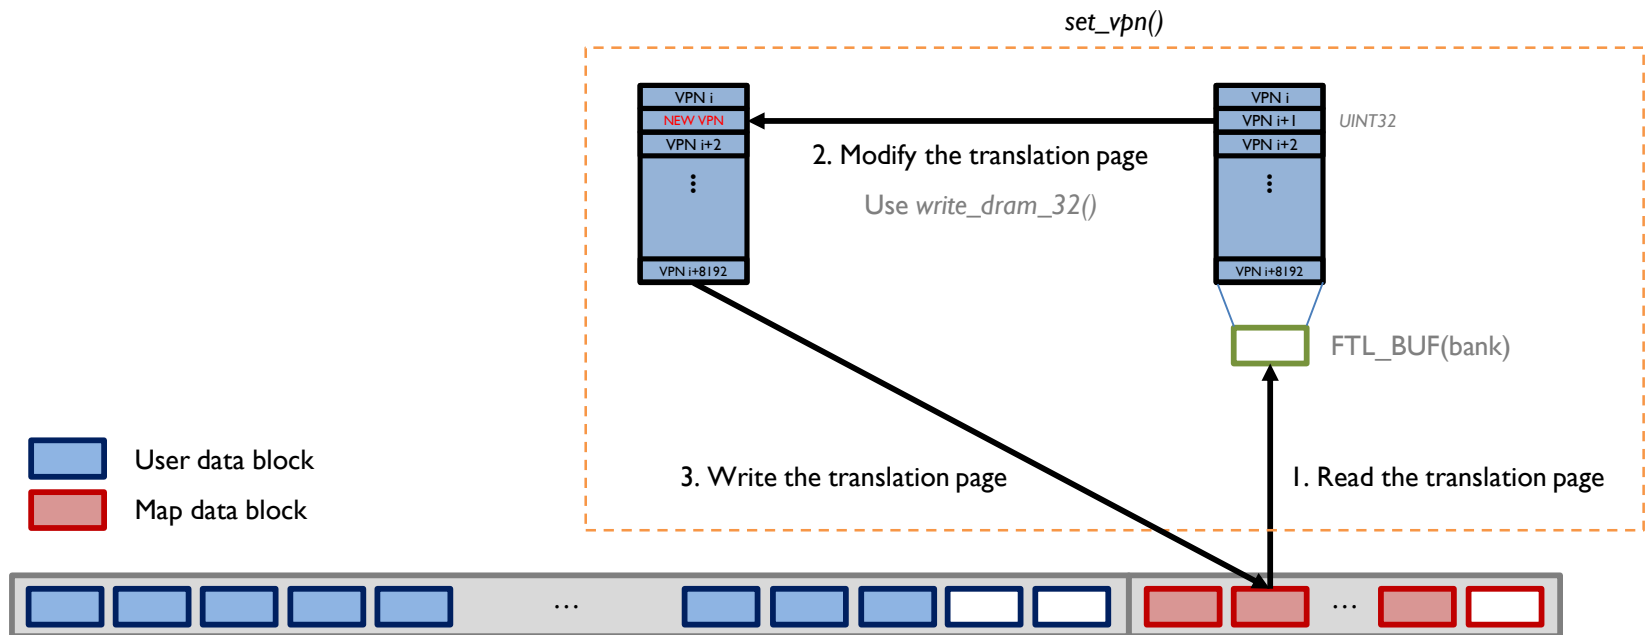 set_vpn()
VPN i
NEW VPN
VPN i+2
⋮
VPN i+8192
VPN i
VPN i+1
VPN i+2
⋮
VPN i+8192
UINT32
2. Modify the translation page
Use write_dram_32()
FTL_BUF(bank)
3. Write the translation page
1. Read the translation page
User data block
Map data block
...
...